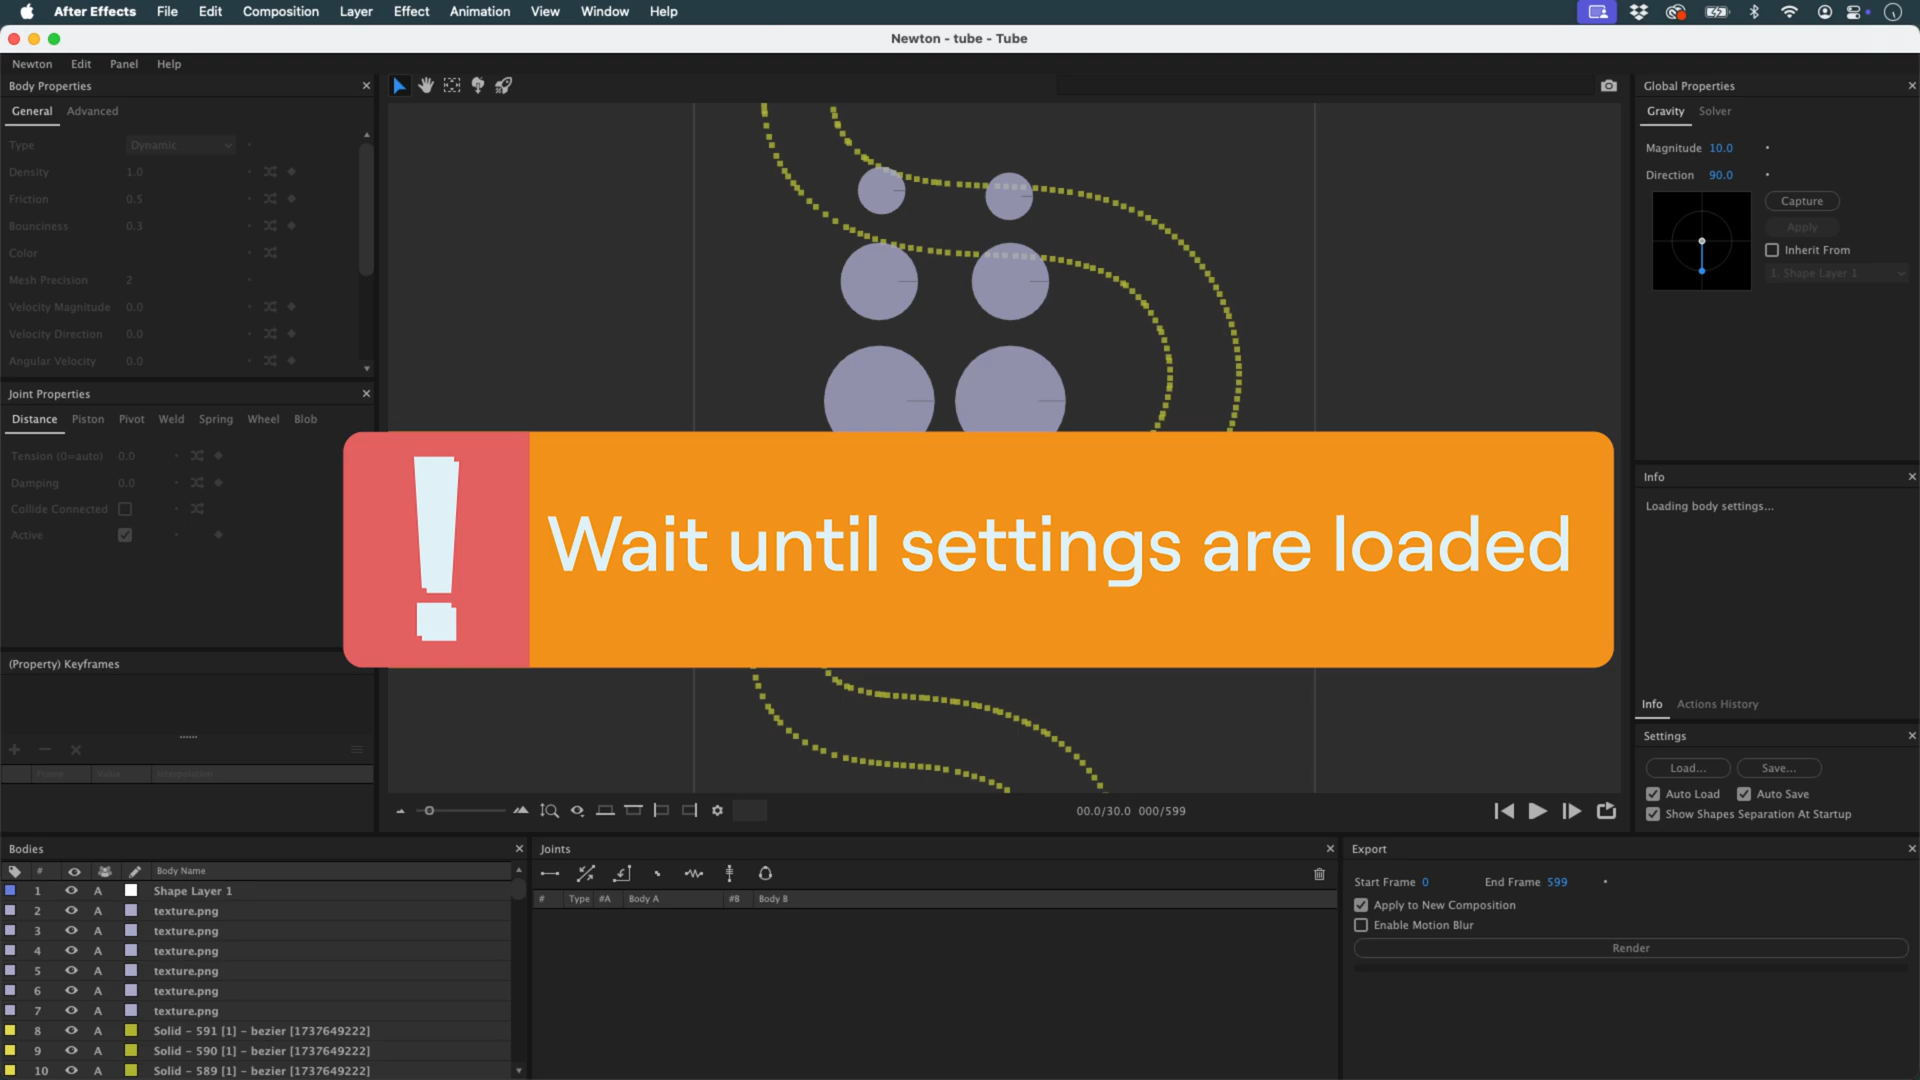 After Effects File Edit Composition Layer Effect Animation View Window Help
Newton - tube - Tube
Newton Edit Panel Help
Body Properties
General Advanced
Type Dynamic
Density 1.0
Friction 0.5
Bounciness 0.3
Color
Mesh Precision 2
Velocity Magnitude 0.0
Velocity Direction 0.0
Angular Velocity 0.0
Joint Properties
Distance Piston Pivot Weld Spring Wheel Blob
Tension (0=auto) 0.0
Damping 0.0
Collide Connected
Active
(Property) Keyframes
Frame Value Interpolation
Wait until settings are loaded
00.0/30.0 000/599
Global Properties
Gravity Solver
Magnitude 10.0
Direction 90.0
Capture
Apply
Inherit From
1. Shape Layer 1
Info
Loading body settings...
Info Actions History
Settings
Load... Save...
Auto Load Auto Save
Show Shapes Separation At Startup
Bodies
# Body Name
1 A Shape Layer 1
2 A texture.png
3 A texture.png
4 A texture.png
5 A texture.png
6 A texture.png
7 A texture.png
8 A Solid - 591 [1] - bezier [1737649222]
9 A Solid - 590 [1] - bezier [1737649222]
10 A Solid - 589 [1] - bezier [1737649222]
Joints
# Type #A Body A #B Body B
Export
Start Frame 0 End Frame 599
Apply to New Composition
Enable Motion Blur
Render